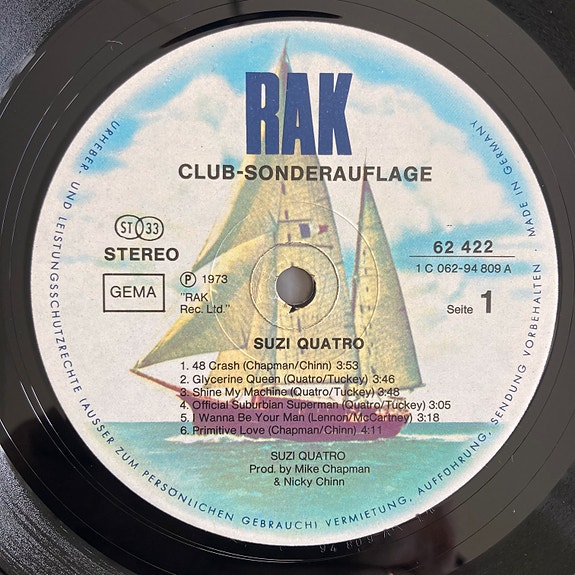 RAK
CLUB-SONDERAUFLAGE
ST 33
STEREO
GEMA
℗ 1973
"RAK
Rec. Ltd"
62 422
1 C 062-94 809 A
Seite 1
SUZI QUATRO
1. 48 Crash (Chapman/Chinn) 3:53
2. Glycerine Queen (Quatro/Tuckey) 3:46
3. Shine My Machine (Quatro/Tuckey) 3:48
4. Official Suburbian Superman (Quatro/Tuckey) 3:05
5. I Wanna Be Your Man (Lennon/McCartney) 3:18
6. Primitive Love (Chapman/Chinn) 4:11
SUZI QUATRO
Prod. by Mike Chapman
& Nicky Chinn
URHEBER- UND LEISTUNGSSCHUTZRECHTE (AUSSER ZUM PERSÖNLICHEN GEBRAUCH) VERMIETUNG, AUFFÜHRUNG, SENDUNG VORBEHALTEN · MADE IN GERMANY